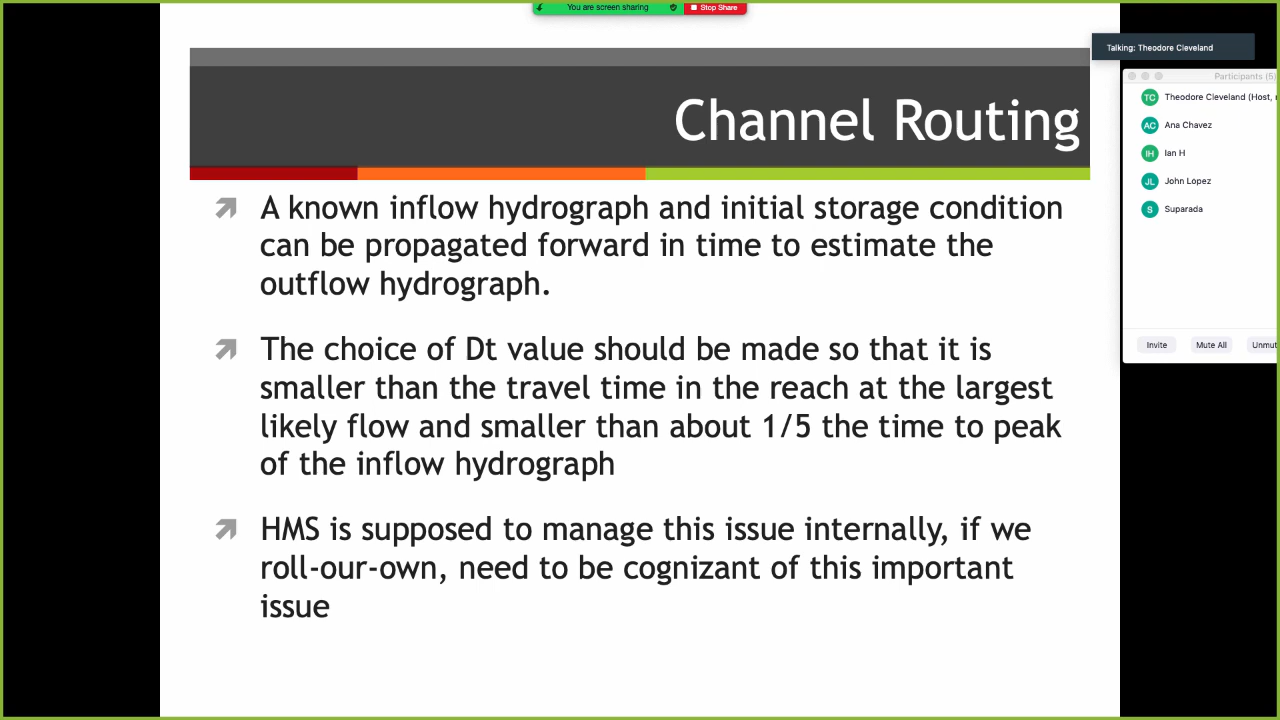 You are screen sharing
Stop Share
Talking: Theodore Cleveland
Participants (5)
TC Theodore Cleveland (Host,
AC Ana Chavez
IH Ian H
JL John Lopez
S Suparada
Invite Mute All Unmut
Channel Routing
A known inflow hydrograph and initial storage condition
can be propagated forward in time to estimate the
outflow hydrograph.
The choice of Dt value should be made so that it is
smaller than the travel time in the reach at the largest
likely flow and smaller than about 1/5 the time to peak
of the inflow hydrograph
HMS is supposed to manage this issue internally, if we
roll-our-own, need to be cognizant of this important
issue